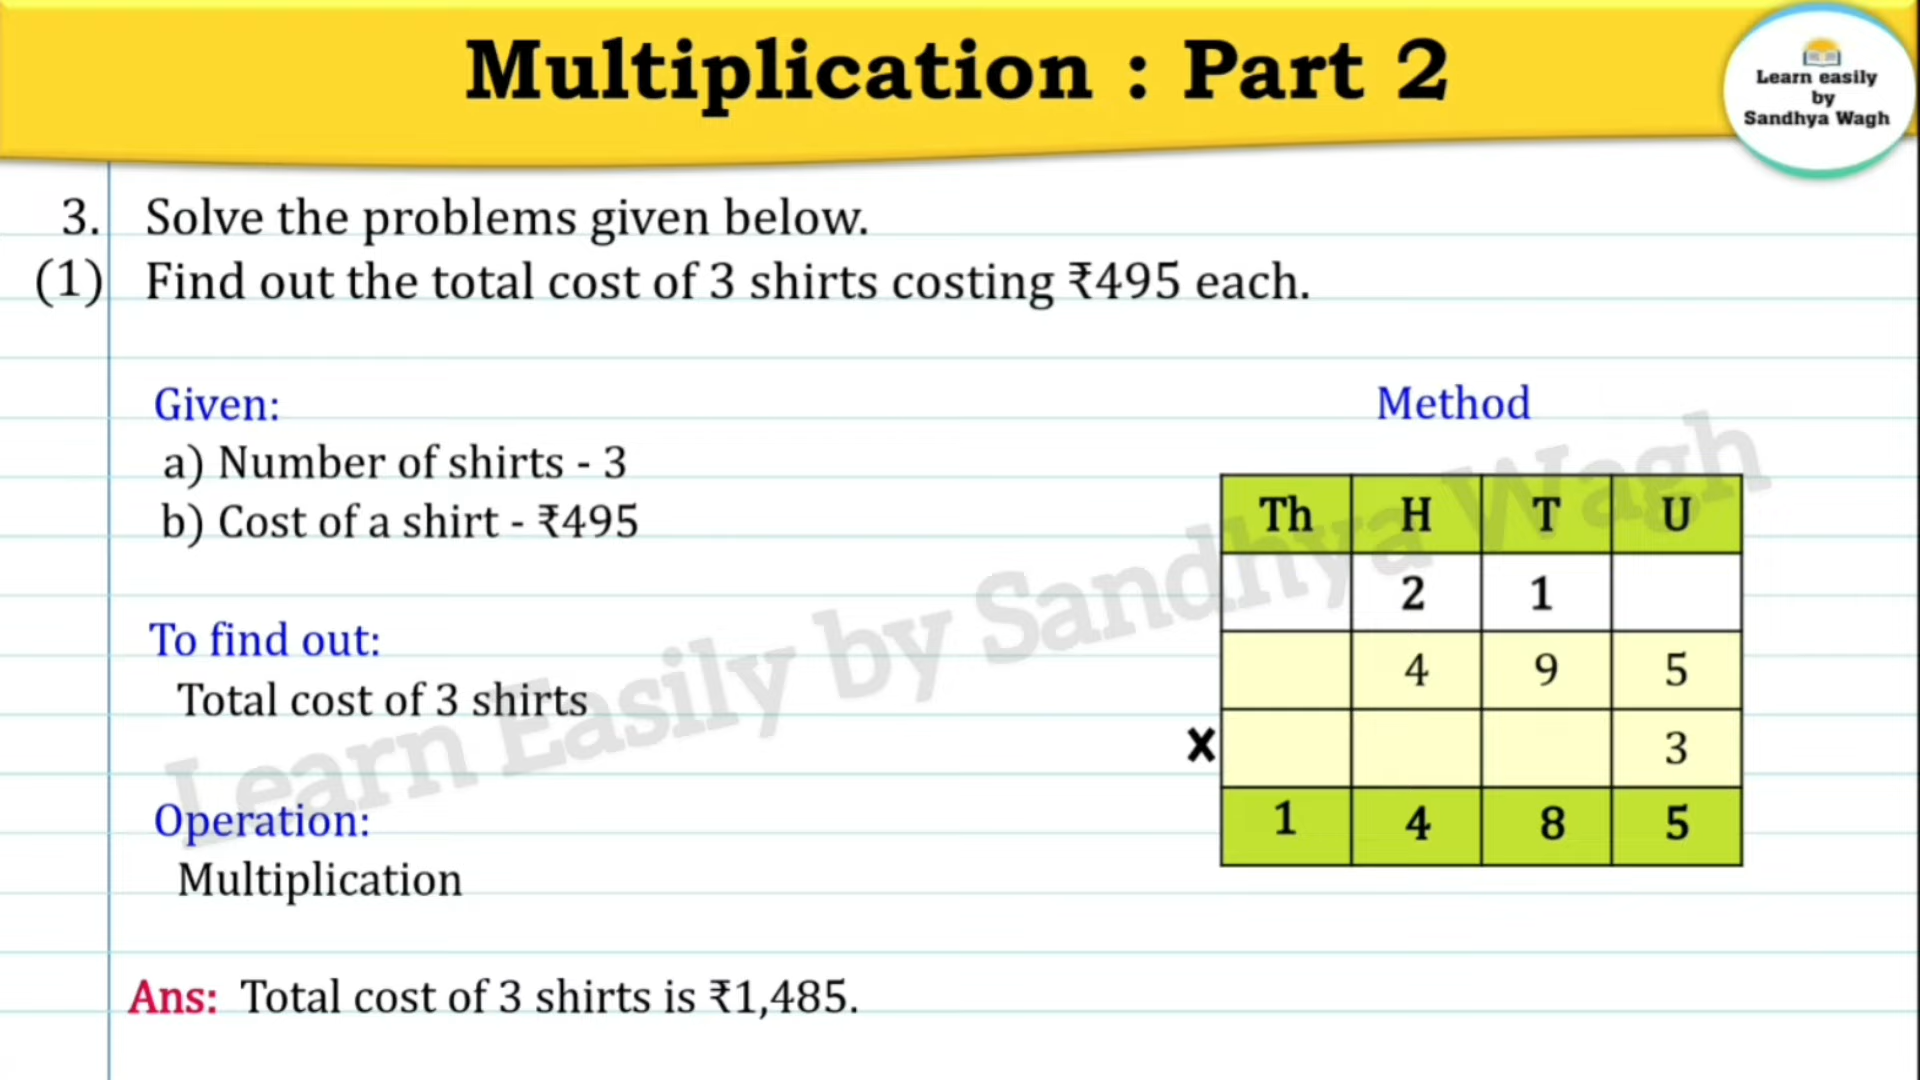 Multiplication : Part 2
Learn easily
by
Sandhya Wagh
3. Solve the problems given below.
(1) Find out the total cost of 3 shirts costing ₹495 each.
Given:
a) Number of shirts - 3
b) Cost of a shirt - ₹495
To find out:
Total cost of 3 shirts
Operation:
Multiplication
Method
Th H T U
2 1
4 9 5
x 3
1 4 8 5
Ans: Total cost of 3 shirts is ₹1,485.
Learn Easily by Sandhya Wagh